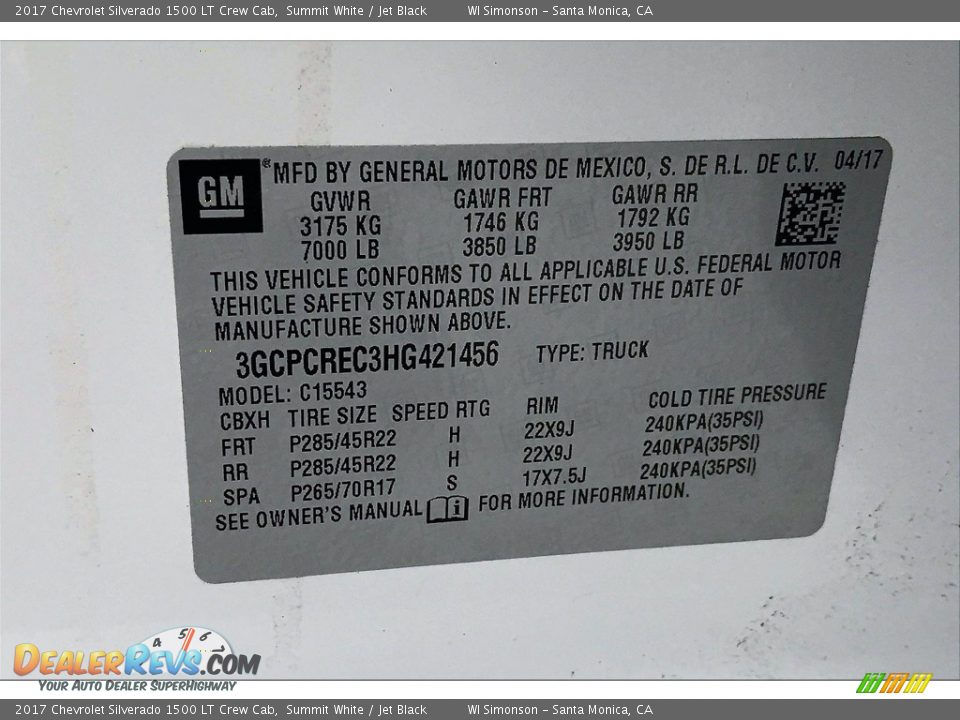 2017 Chevrolet Silverado 1500 LT Crew Cab, Summit White / Jet Black WI Simonson - Santa Monica, CA
GM ® MFD BY GENERAL MOTORS DE MEXICO, S. DE R.L. DE C.V. 04/17
GVWR GAWR FRT GAWR RR
3175 KG 1746 KG 1792 KG
7000 LB 3850 LB 3950 LB
THIS VEHICLE CONFORMS TO ALL APPLICABLE U.S. FEDERAL MOTOR
VEHICLE SAFETY STANDARDS IN EFFECT ON THE DATE OF
MANUFACTURE SHOWN ABOVE.
3GCPCREC3HG421456 TYPE: TRUCK
MODEL: C15543
CBXH TIRE SIZE SPEED RTG RIM COLD TIRE PRESSURE
FRT P285/45R22 H 22X9J 240KPA(35PSI)
RR P285/45R22 H 22X9J 240KPA(35PSI)
SPA P265/70R17 S 17X7.5J 240KPA(35PSI)
SEE OWNER'S MANUAL i FOR MORE INFORMATION.
4 5 6 7
DEALERREVS.COM
YOUR AUTO DEALER SUPERHIGHWAY
2017 Chevrolet Silverado 1500 LT Crew Cab, Summit White / Jet Black WI Simonson - Santa Monica, CA